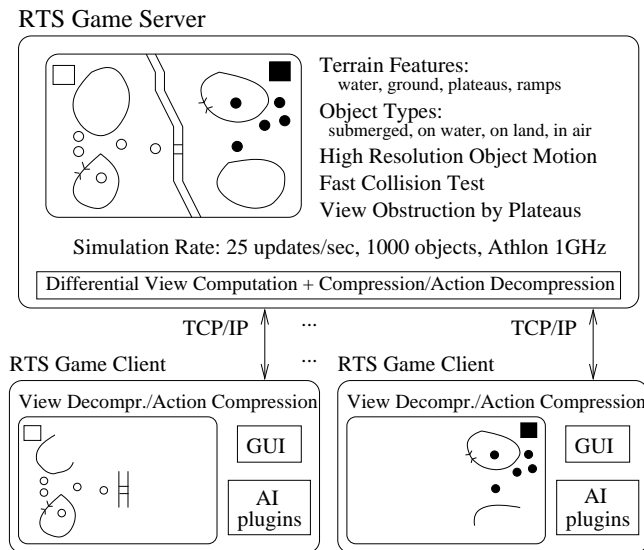 RTS Game Server
Terrain Features:
water, ground, plateaus, ramps
Object Types:
submerged, on water, on land, in air
High Resolution Object Motion
Fast Collision Test
View Obstruction by Plateaus
Simulation Rate: 25 updates/sec, 1000 objects, Athlon 1GHz
Differential View Computation + Compression/Action Decompression
TCP/IP ... TCP/IP
...
RTS Game Client
View Decompr./Action Compression
GUI
AI
plugins
RTS Game Client
View Decompr./Action Compression
GUI
AI
plugins